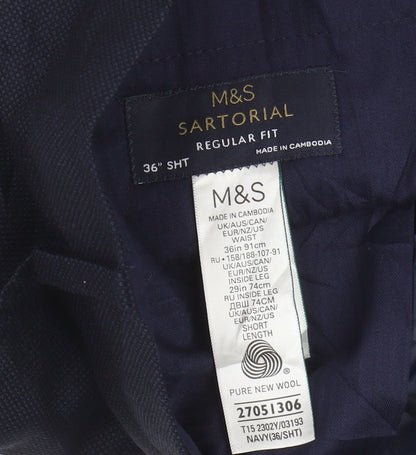 M&S
SARTORIAL
REGULAR FIT
36" SHT
MADE IN CAMBODIA
M&S
MADE IN CAMBODIA
UK/AUS/CAN/
EUR/NZ/US
WAIST
36in 91cm
RU • 158/188-107-91
UK/AUS/CAN/
EUR/NZ/US
INSIDE LEG
29in 74cm
RU INSIDE LEG
ДВШ 74CM
UK/AUS/CAN/
EUR/NZ/US
SHORT
LENGTH
PURE NEW WOOL
27051306
T15 2302Y/03193
NAVY(36/SHT)